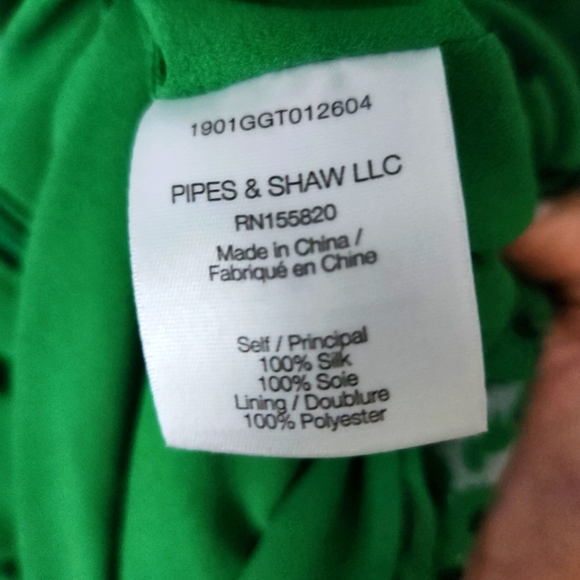 1901GGT012604
PIPES & SHAW LLC
RN155820
Made in China /
Fabriqué en Chine
Self / Principal
100% Silk
100% Soie
Lining / Doublure
100% Polyester